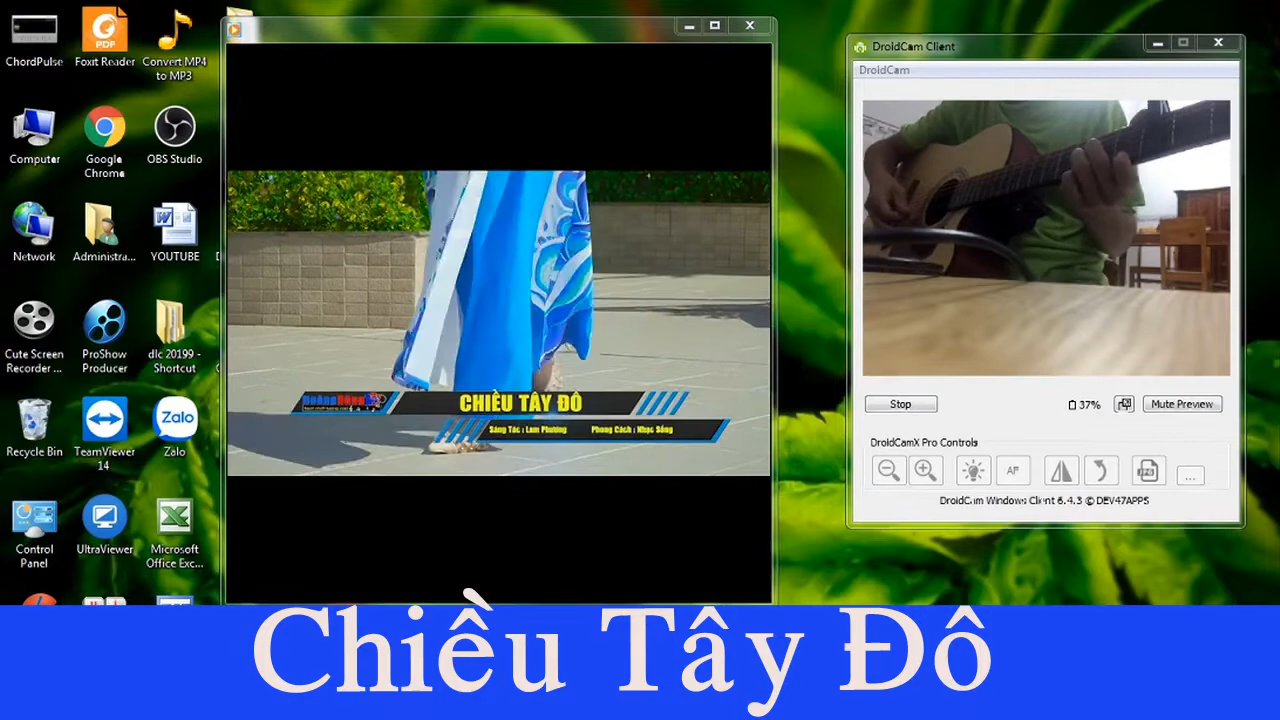 ChordPulse
Foxit Reader
PDF
Convert MP4
to MP3
Computer
Google
Chrome
OBS Studio
Network
Administra...
YOUTUBE
Cute Screen
Recorder ...
ProShow
Producer
dlc 20199 -
Shortcut
Recycle Bin
TeamViewer
14
Zalo
Zalo
Control
Panel
UltraViewer
Microsoft
Office Exc...
CHIỀU TÂY ĐÔ
Sáng Tác : Lam Phương Phong Cách : Nhạc Sống
DroidCam Client
DroidCam
Stop
37%
Mute Preview
DroidCamX Pro Controls
AF
JPG
...
DroidCam Windows Client 6.4.3 © DEV47APPS
Chiều Tây Đô